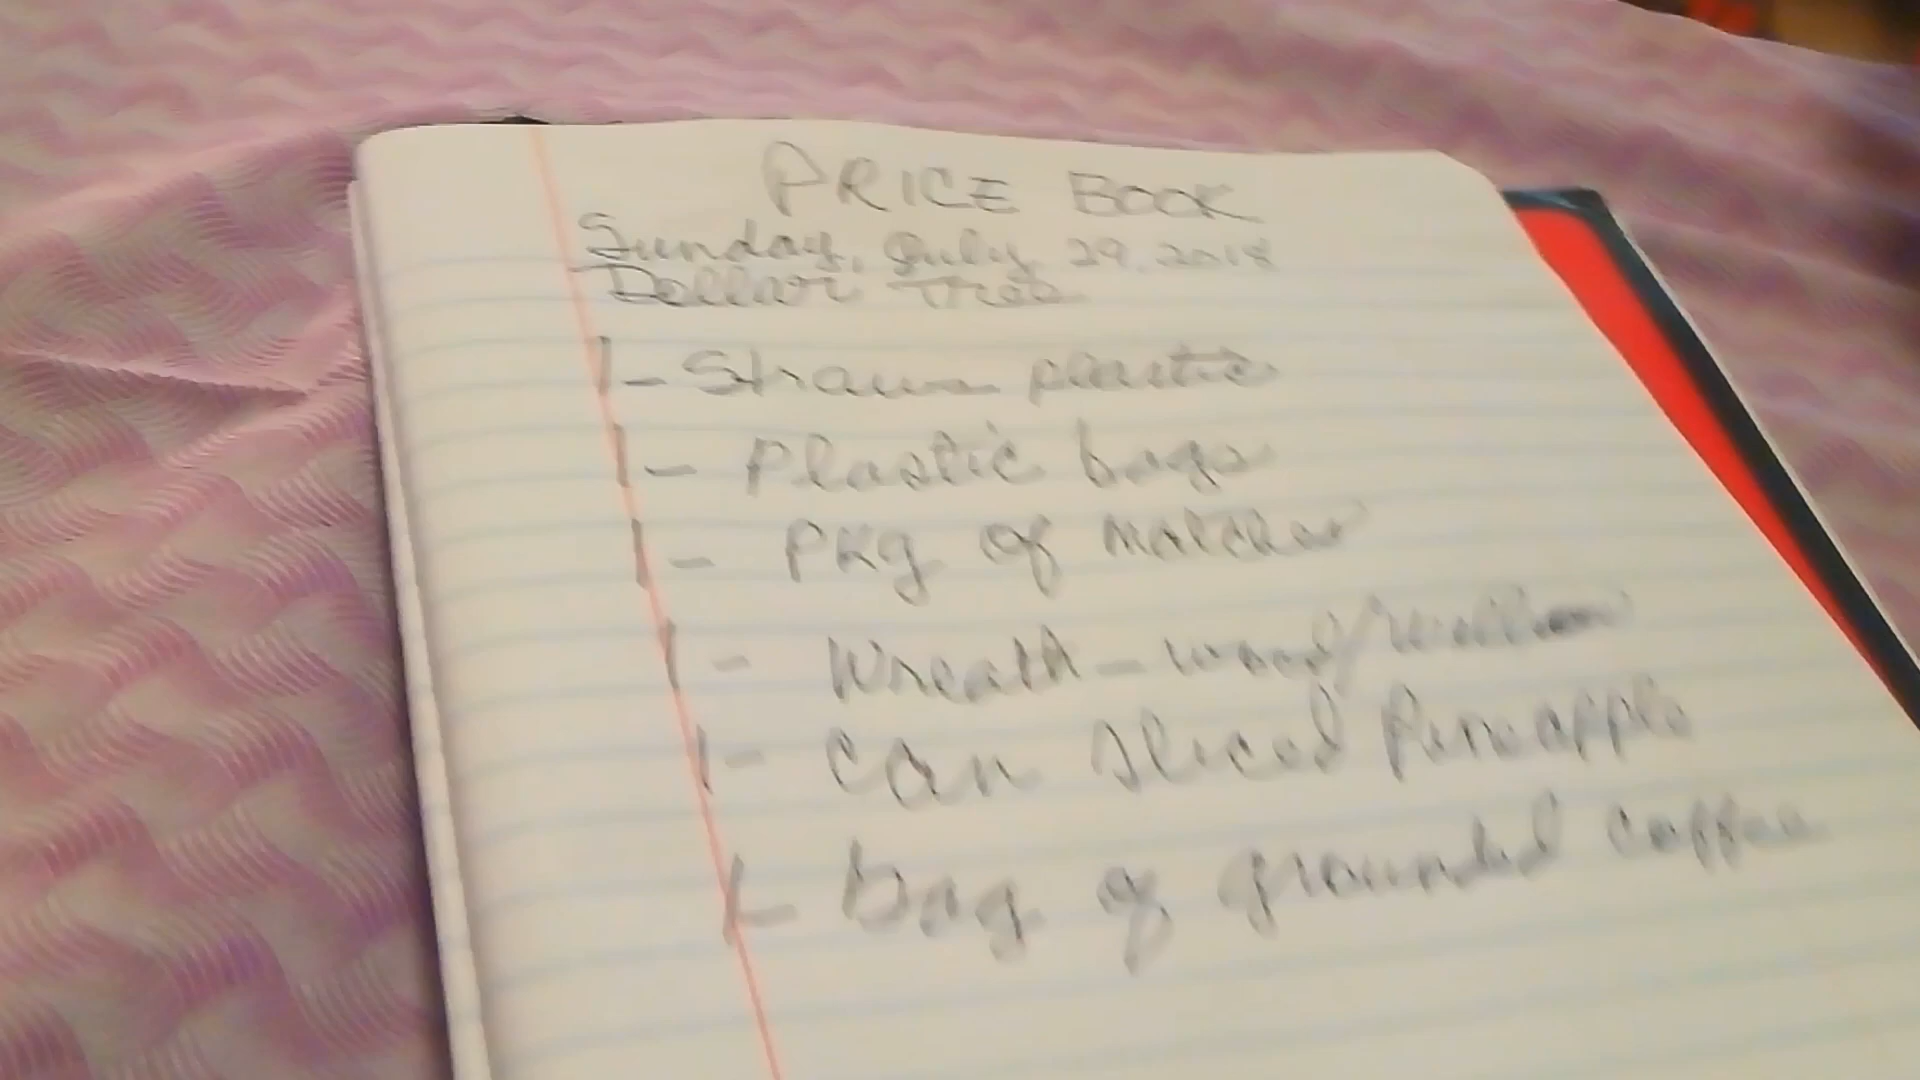 PRICE BOOK
Sunday, July 29, 2018
Dollar Tree
1- Straws plastic
1- Plastic bags
1- PKg of matches
1- Wreath - wood/
1- can sliced Pineapple
1- bag of grounded coffee